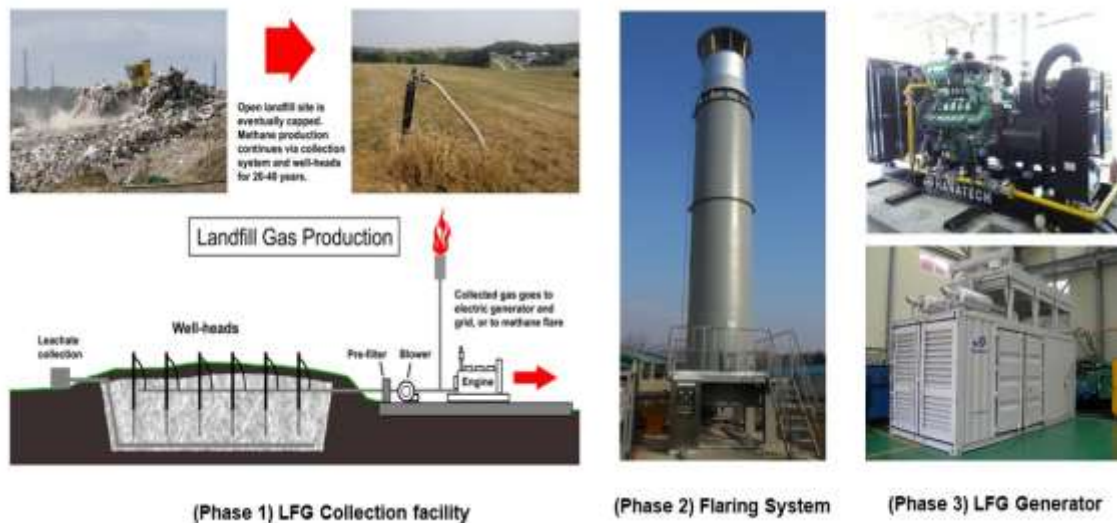 Open landfill site is
eventually capped.
Methane production
continues via collection
system and well-heads
for 20-40 years.
Landfill Gas Production
Collected gas goes to
electric generator and
grid, or to methane flare
Well-heads
Leachate
collection
Pre-filter
Blower
Engine
HANATECH
(Phase 1) LFG Collection facility
(Phase 2) Flaring System
(Phase 3) LFG Generator